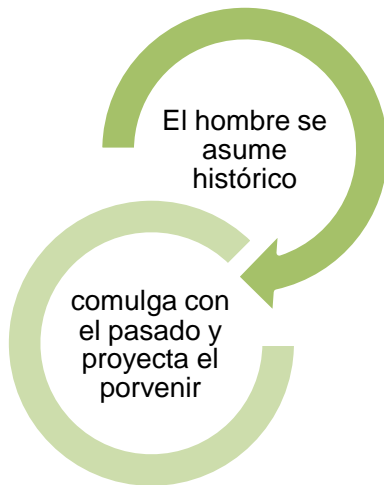 El hombre se
asume
histórico
comulga con
el pasado y
proyecta el
porvenir